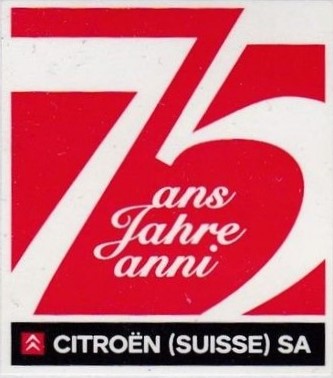 75
ans
Jahre
anni
CITROËN (SUISSE) SA